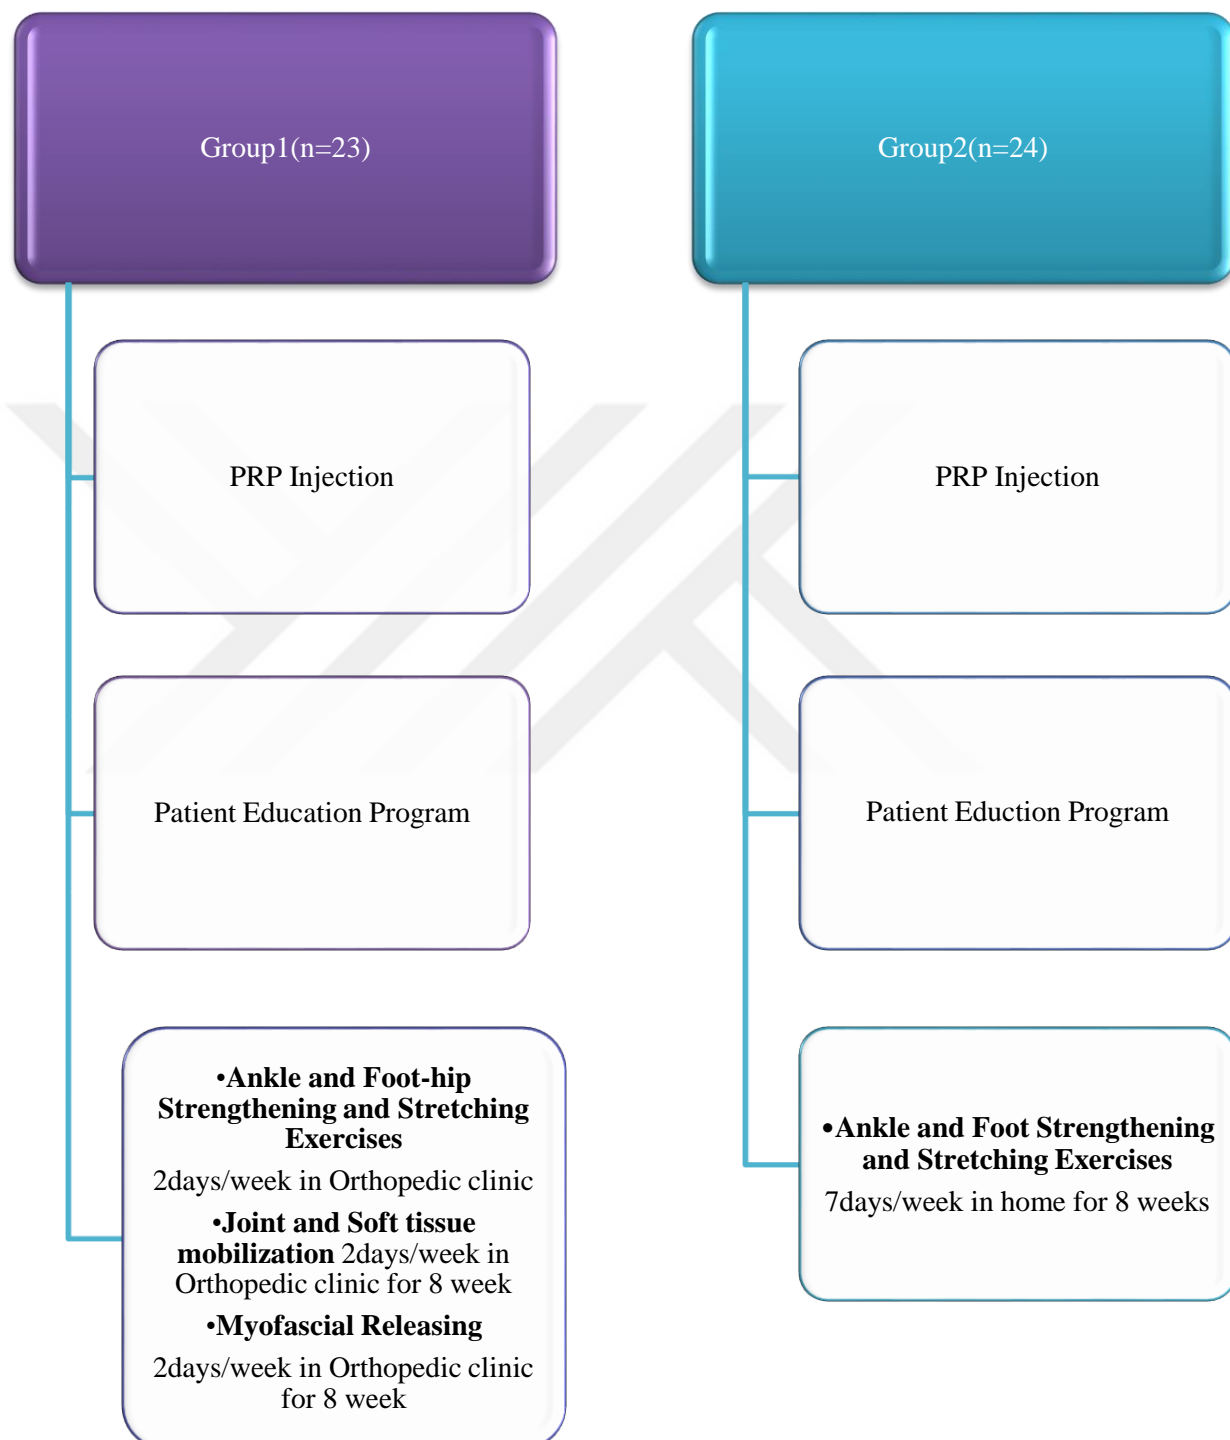 Group1(n=23)
PRP Injection
Patient Education Program
•Ankle and Foot-hip
Strengthening and Stretching
Exercises
2days/week in Orthopedic clinic
•Joint and Soft tissue
mobilization 2days/week in
Orthopedic clinic for 8 week
•Myofascial Releasing
2days/week in Orthopedic clinic
for 8 week
Group2(n=24)
PRP Injection
Patient Eduction Program
•Ankle and Foot Strengthening
and Stretching Exercises
7days/week in home for 8 weeks